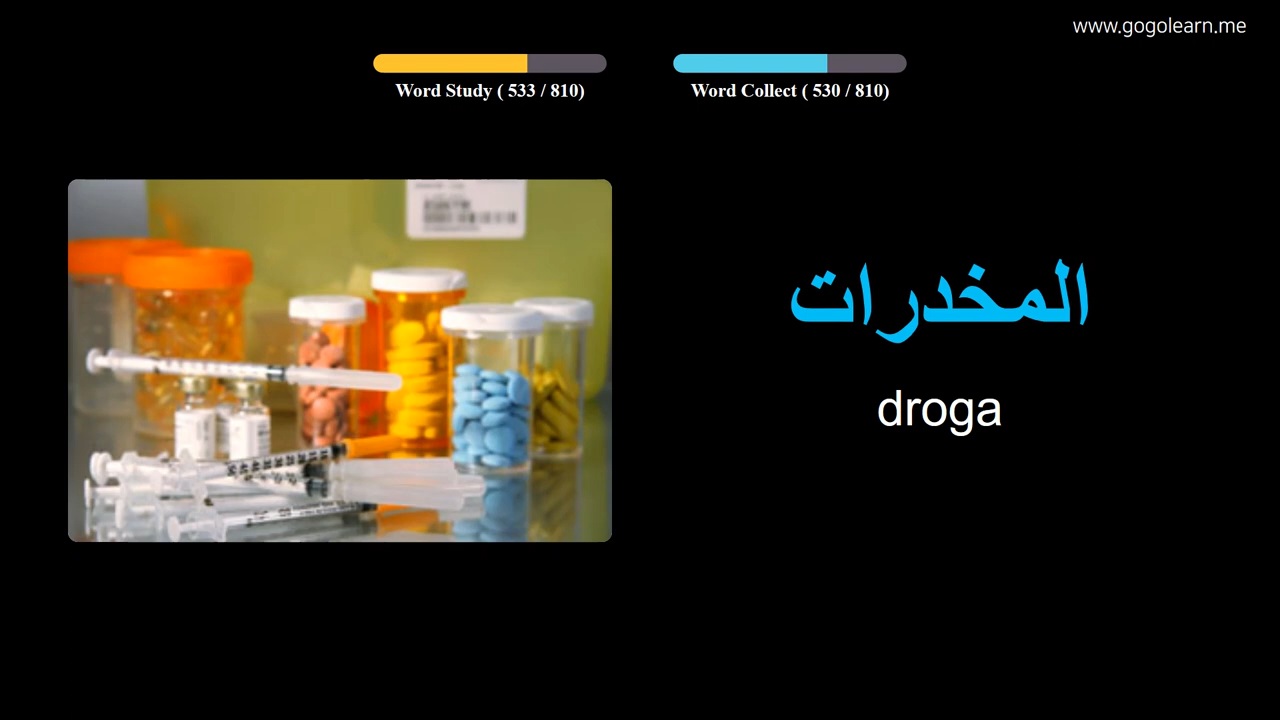 www.gogolearn.me
Word Study ( 533 / 810)
Word Collect ( 530 / 810)
المخدرات
droga